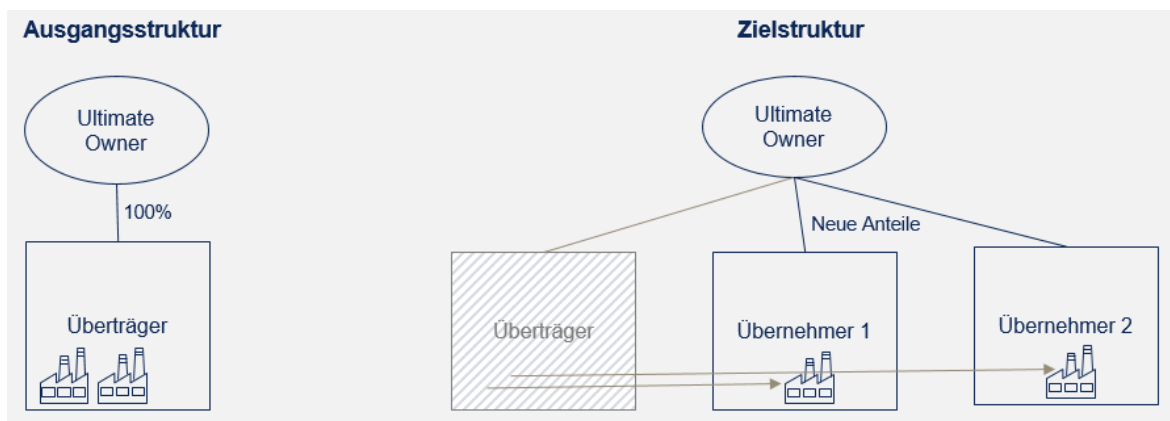 Ausgangsstruktur
Ultimate
Owner
100%
Überträger
Zielstruktur
Ultimate
Owner
Neue Anteile
Überträger
Übernehmer 1
Übernehmer 2